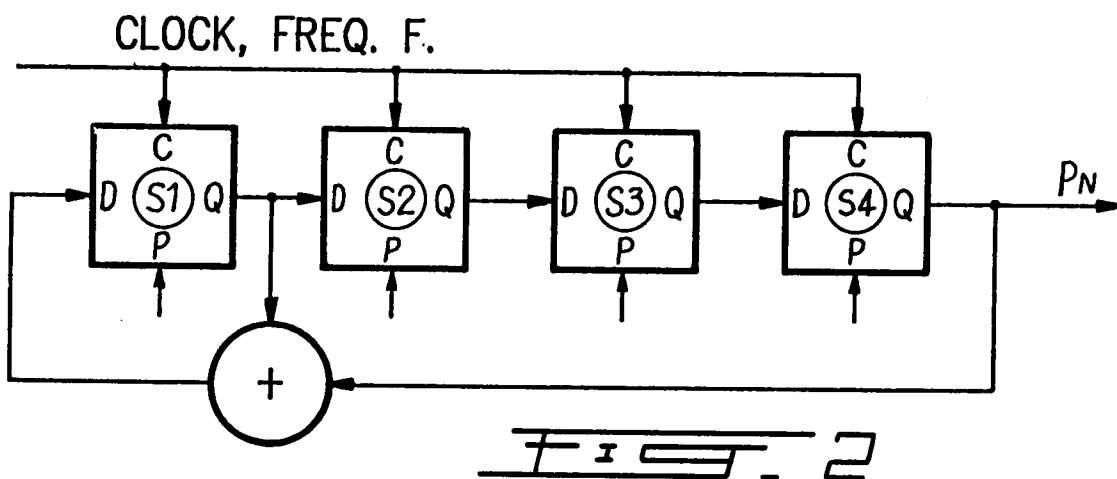 CLOCK, FREQ. F.
C C C C
D S1 Q D S2 Q D S3 Q D S4 Q PN
P P P P
+
FIG. 2